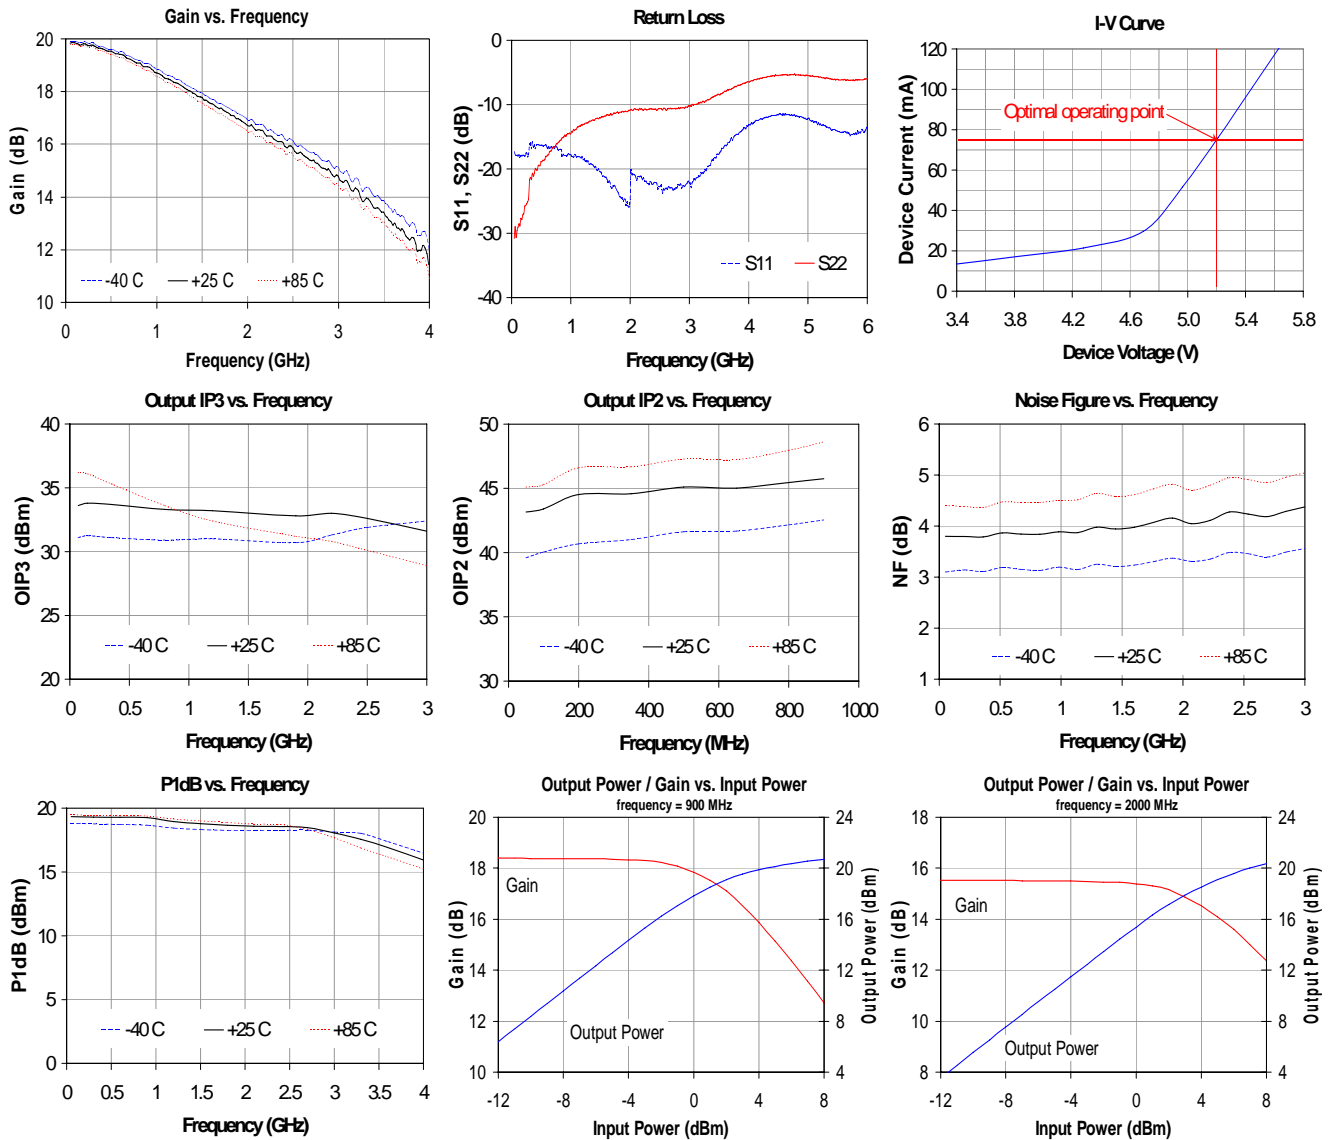 Gain vs. Frequency
20
18
16
14
12
10
Gain (dB)
-40 C
+25 C
+85 C
0 1 2 3 4
Frequency (GHz)
Return Loss
0
-10
-20
-30
-40
S11, S22 (dB)
S11
S22
0 1 2 3 4 5 6
Frequency (GHz)
I-V Curve
120
100
80
60
40
20
0
Device Current (mA)
Optimal operating point
3.4 3.8 4.2 4.6 5.0 5.4 5.8
Device Voltage (V)
Output IP3 vs. Frequency
40
35
30
25
20
OIP3 (dBm)
-40 C
+25 C
+85 C
0 0.5 1 1.5 2 2.5 3
Frequency (GHz)
Output IP2 vs. Frequency
50
45
40
35
30
OIP2 (dBm)
-40 C
+25 C
+85 C
0 200 400 600 800 1000
Frequency (MHz)
Noise Figure vs. Frequency
6
5
4
3
2
1
NF (dB)
-40 C
+25 C
+85 C
0 0.5 1 1.5 2 2.5 3
Frequency (GHz)
P1dB vs. Frequency
20
15
10
5
0
P1dB (dBm)
-40 C
+25 C
+85 C
0 0.5 1 1.5 2 2.5 3 3.5 4
Frequency (GHz)
Output Power / Gain vs. Input Power
frequency = 900 MHz
20
18
16
14
12
10
Gain (dB)
Gain
Output Power
24
20
16
12
8
4
Output Power (dBm)
-12 -8 -4 0 4 8
Input Power (dBm)
Output Power / Gain vs. Input Power
frequency = 2000 MHz
18
16
14
12
10
8
Gain (dB)
Gain
Output Power
24
20
16
12
8
4
Output Power (dBm)
-12 -8 -4 0 4 8
Input Power (dBm)